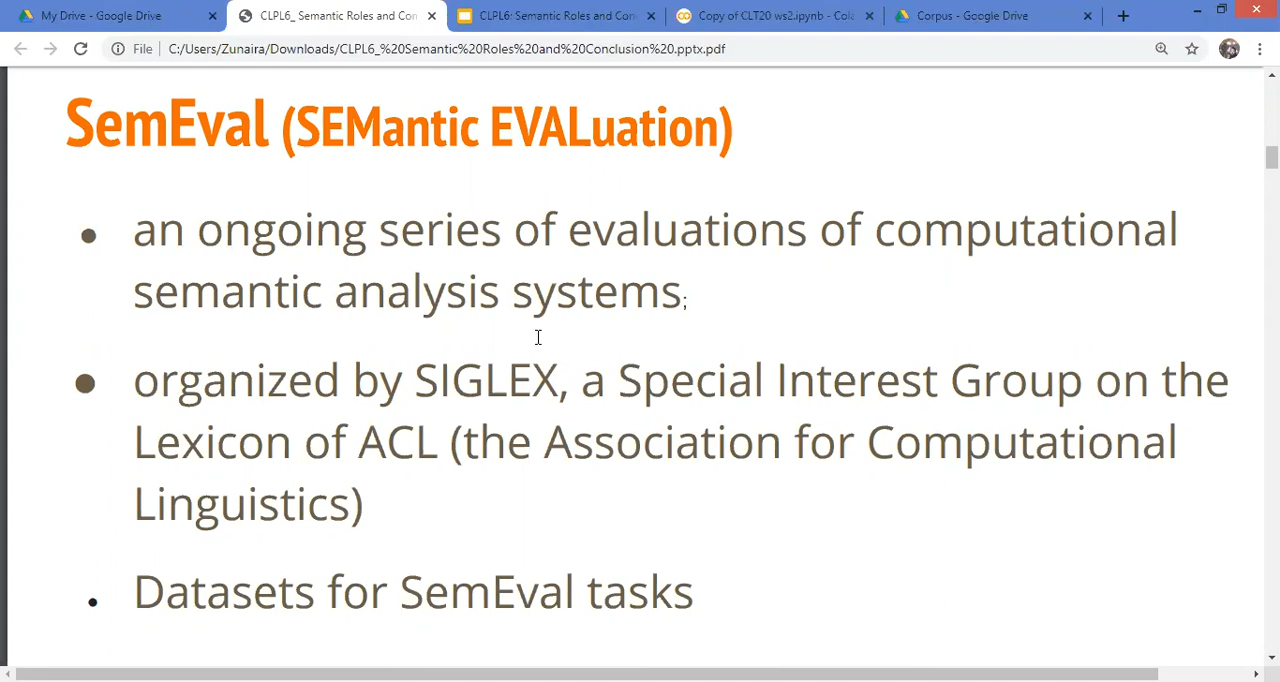 My Drive - Google Drive
CLPL6_ Semantic Roles and Con
CLPL6: Semantic Roles and Con
Copy of CLT20 ws2.ipynb - Cola
Corpus - Google Drive
File
C:/Users/Zunaira/Downloads/CLPL6_%20Semantic%20Roles%20and%20Conclusion%20.pptx.pdf
SemEval (SEMantic EVALuation)
● an ongoing series of evaluations of computational
semantic analysis systems;
● organized by SIGLEX, a Special Interest Group on the
Lexicon of ACL (the Association for Computational
Linguistics)
● Datasets for SemEval tasks